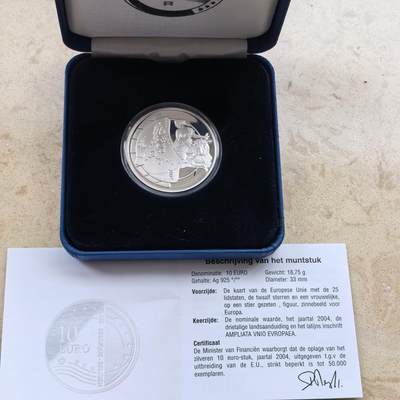 Beschrijving van het muntstuk
Denominatie: 10 EURO Gewicht: 18,75 g
Gehalte: Ag 925 °/°° Diameter: 33 mm
Voorzijde: De kaart van de Europese Unie met de 25
lidstaten, de twaalf sterren en een vrouwelijke,
op een stier gezeten , figuur, zinnebeeld voor
Europa.
Keerzijde: De nominale waarde, het jaartal 2004, de
drietalige landsaanduiding en het latijns inschrift
AMPLIATA VNIO EVROPAEA.
Certificaat
De Minister van Financiën waarborgt dat de oplage van het
zilveren 10 euro-stuk, jaartal 2004, uitgegeven t.g.v de
uitbreiding van de E.U., strikt beperkt is tot 50.000
exemplaren.
10
EURO